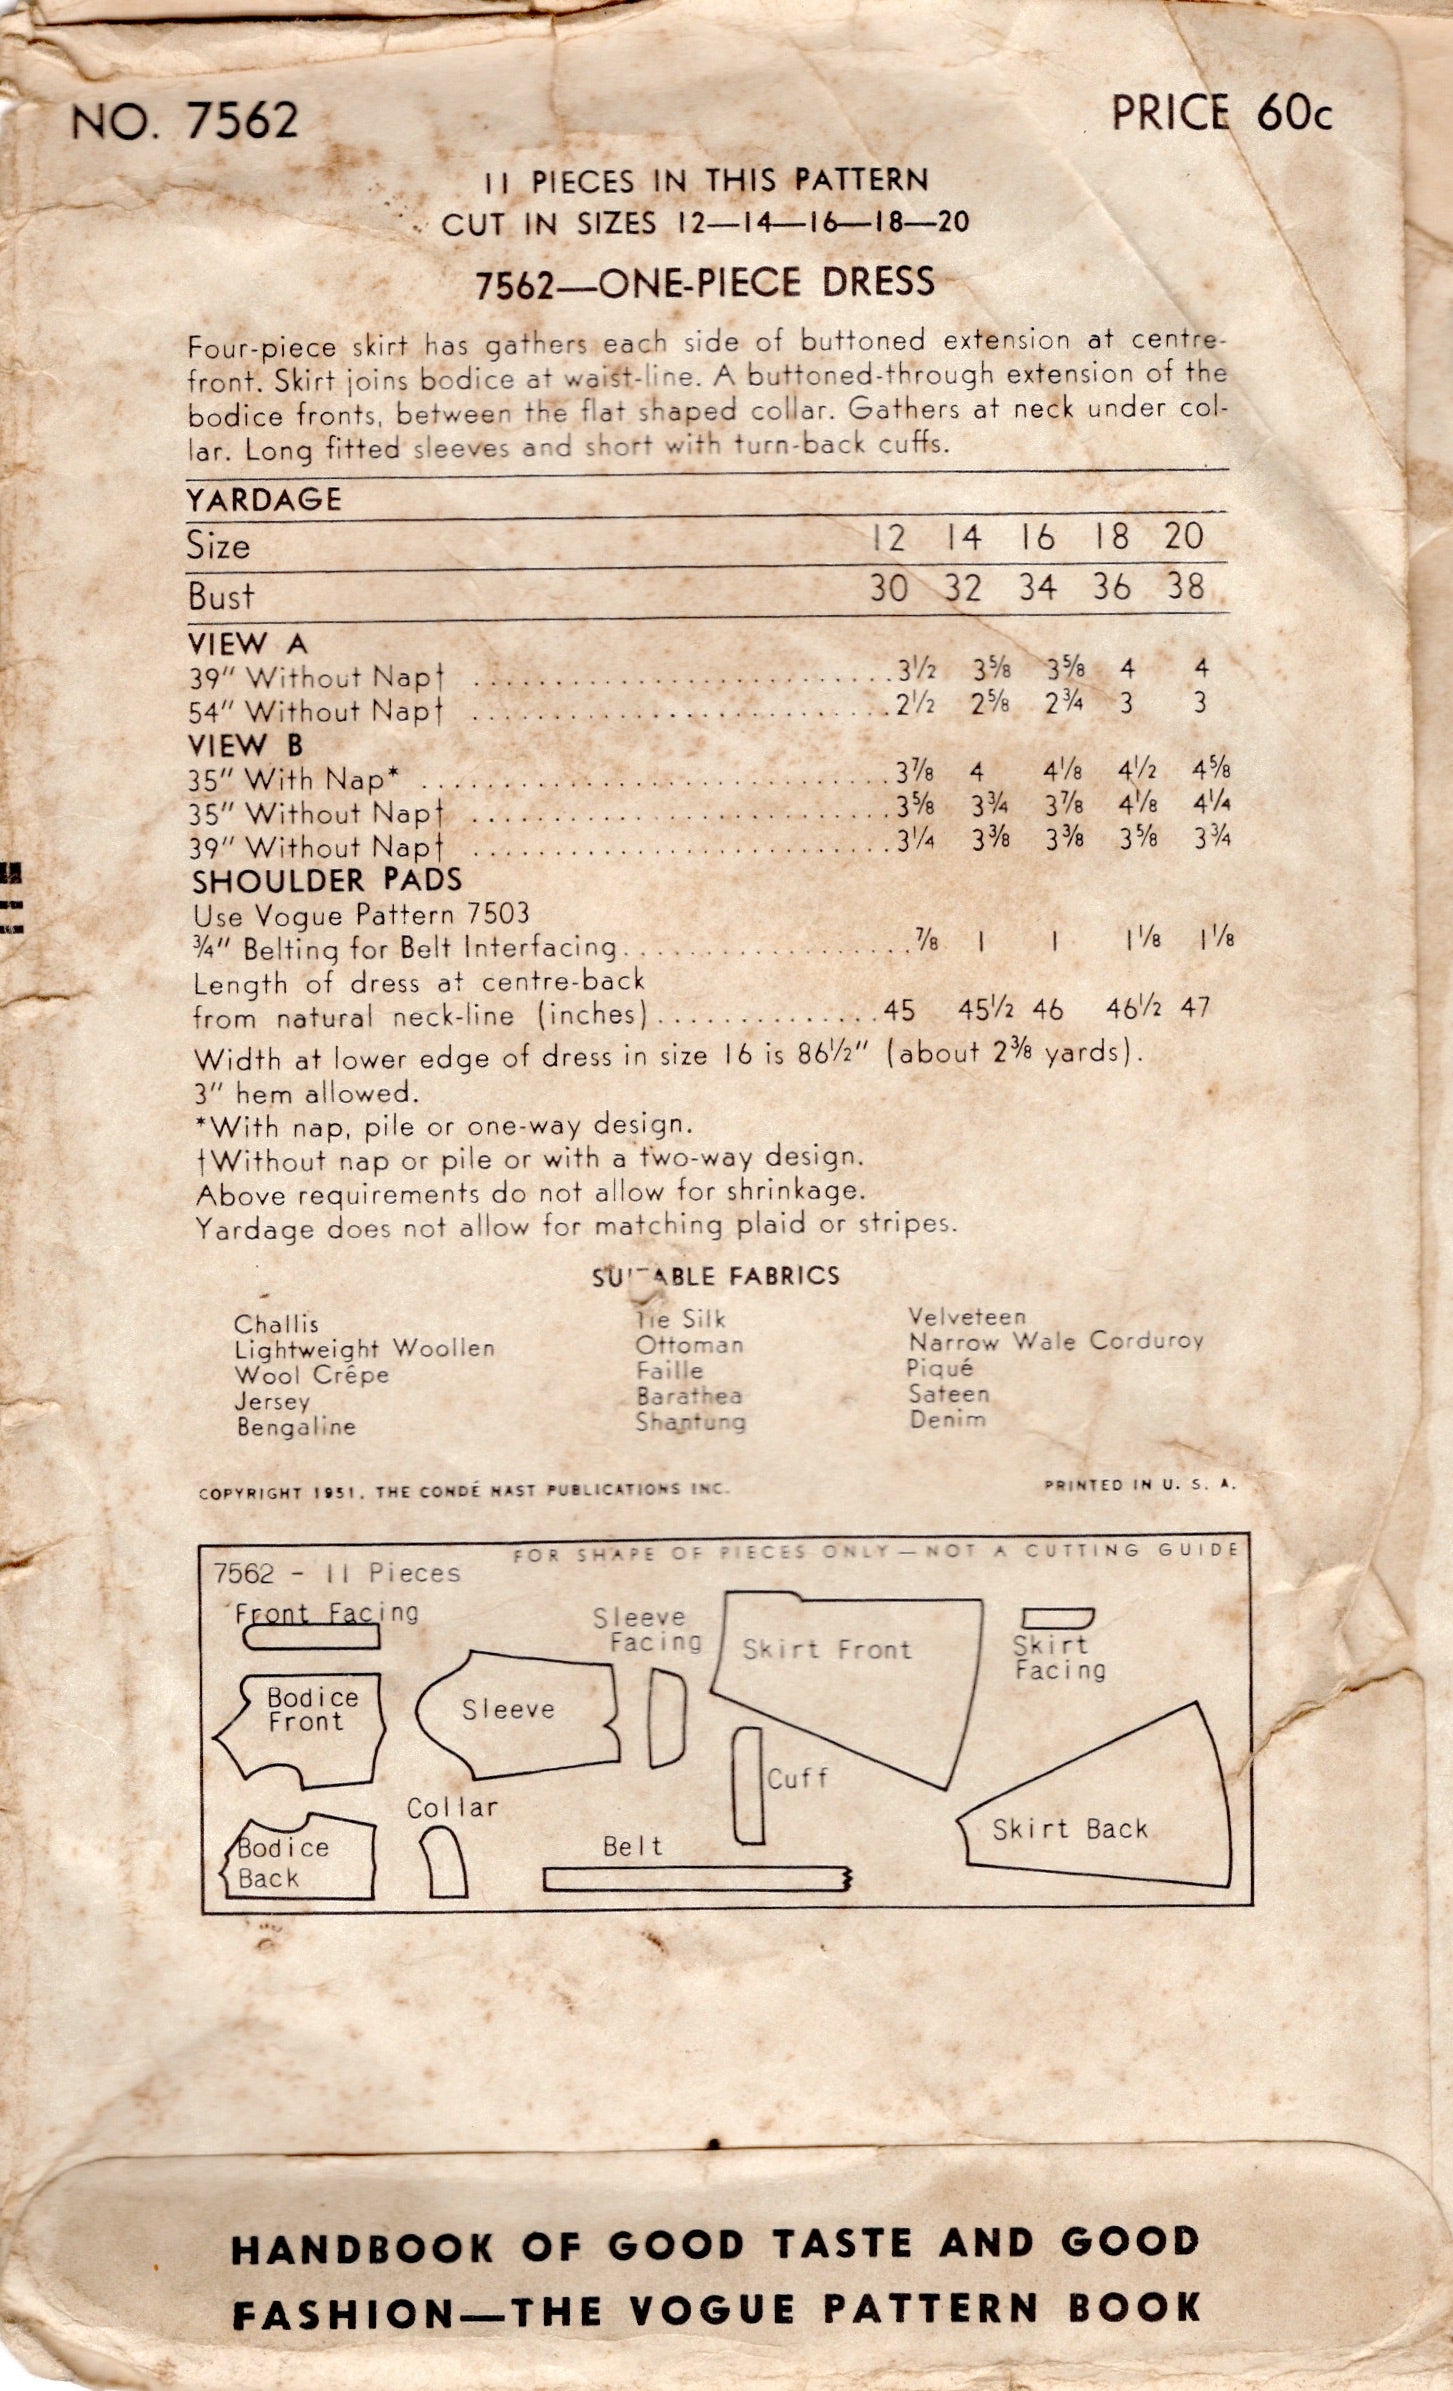 NO. 7562
PRICE 60c
11 PIECES IN THIS PATTERN
CUT IN SIZES 12—14—16—18—20
7562—ONE-PIECE DRESS
Four-piece skirt has gathers each side of buttoned extension at centre-
front. Skirt joins bodice at waist-line. A buttoned-through extension of the
bodice fronts, between the flat shaped collar. Gathers at neck under col-
lar. Long fitted sleeves and short with turn-back cuffs.
YARDAGE
Size 12 14 16 18 20
Bust 30 32 34 36 38
VIEW A
39" Without Nap† ............................ 3½ 3⅝ 3⅝ 4 4
54" Without Nap† ............................ 2½ 2⅝ 2¾ 3 3
VIEW B
35" With Nap* ............................ 3⅞ 4 4⅛ 4½ 4⅝
35" Without Nap† ............................ 3⅝ 3¾ 3⅞ 4⅛ 4¼
39" Without Nap† ............................ 3¼ 3⅜ 3⅜ 3⅝ 3¾
SHOULDER PADS
Use Vogue Pattern 7503
¾" Belting for Belt Interfacing.................. ⅞ 1 1 1⅛ 1⅛
Length of dress at centre-back
from natural neck-line (inches)..............45 45½ 46 46½ 47
Width at lower edge of dress in size 16 is 86½" (about 2⅜ yards).
3" hem allowed.
*With nap, pile or one-way design.
†Without nap or pile or with a two-way design.
Above requirements do not allow for shrinkage.
Yardage does not allow for matching plaid or stripes.
SUITABLE FABRICS
Challis Tie Silk Velveteen
Lightweight Woollen Ottoman Narrow Wale Corduroy
Wool Crêpe Faille Piqué
Jersey Barathea Sateen
Bengaline Shantung Denim
COPYRIGHT 1951, THE CONDÉ NAST PUBLICATIONS INC.
PRINTED IN U. S. A.
FOR SHAPE OF PIECES ONLY—NOT A CUTTING GUIDE
7562 - 11 Pieces
Front Facing
Sleeve
Facing
Skirt Front
Skirt
Facing
Bodice
Front
Sleeve
Cuff
Collar
Bodice
Back
Belt
Skirt Back
HANDBOOK OF GOOD TASTE AND GOOD
FASHION—THE VOGUE PATTERN BOOK